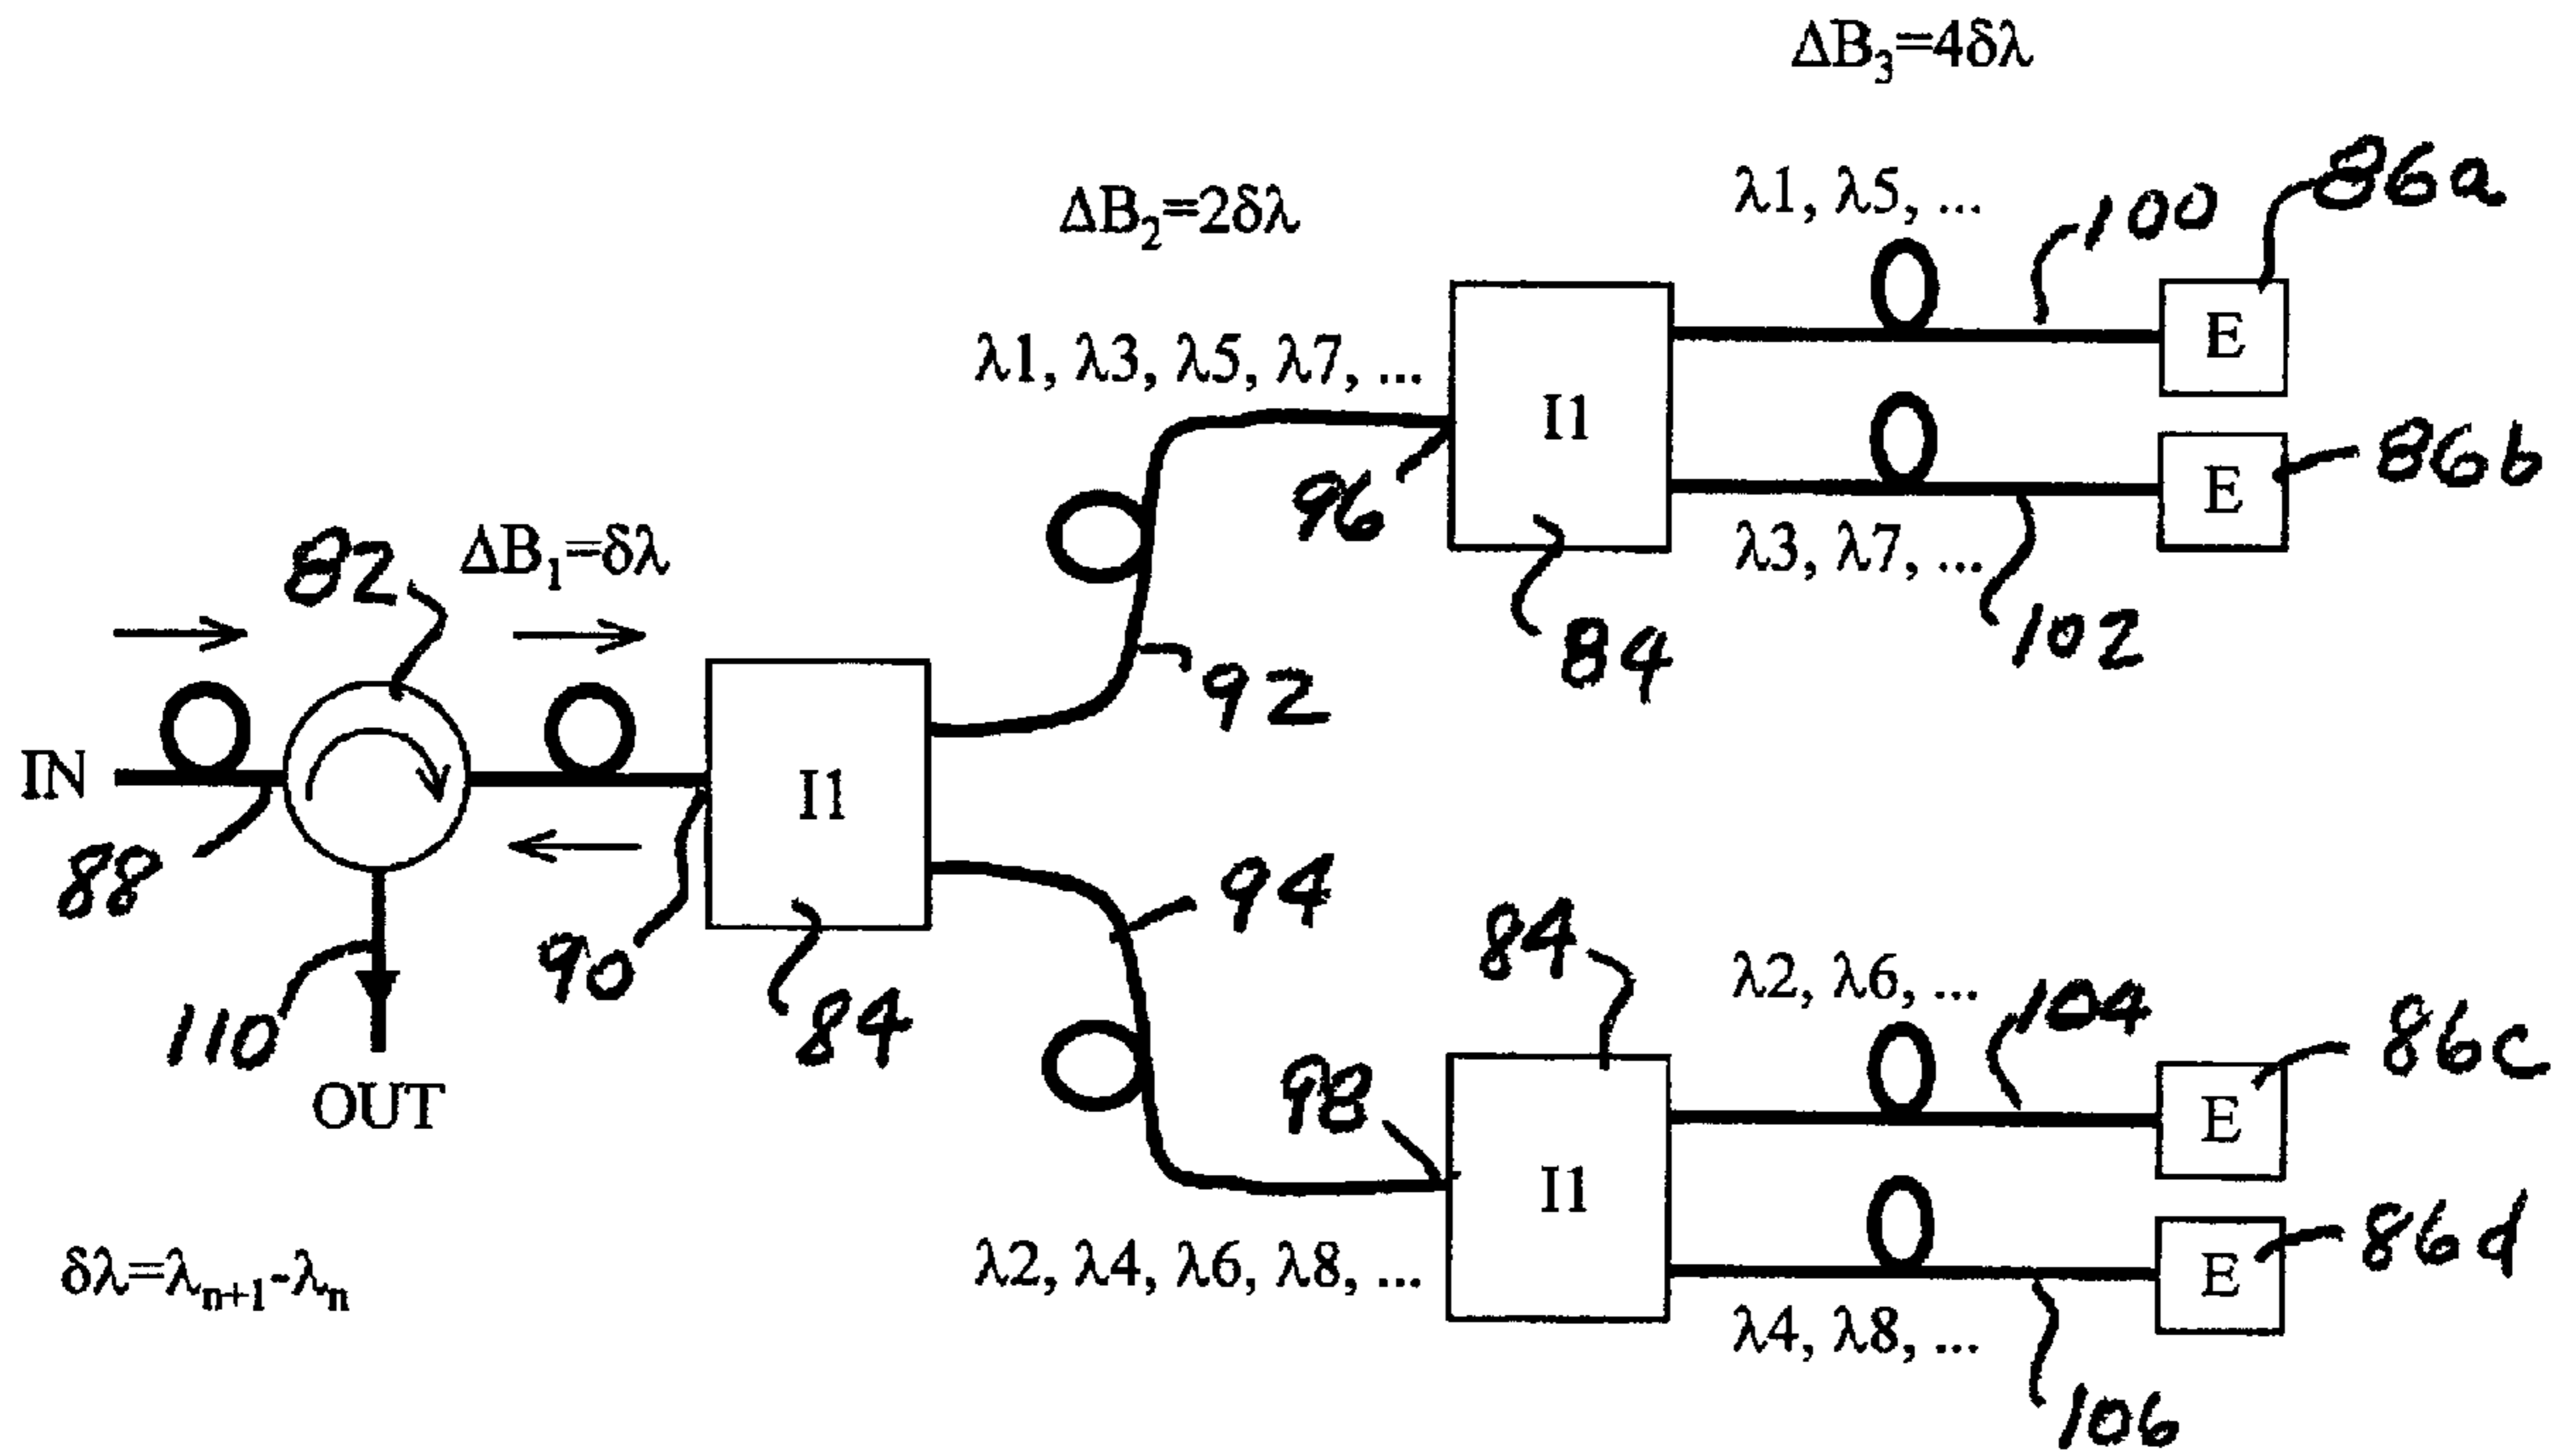 ΔB₃=4δλ
86a
λ1, λ5, ...
100
ΔB₂=2δλ
E
λ1, λ3, λ5, λ7, ...
I1
86b
96
E
82
ΔB₁=δλ
λ3, λ7, ...
84
102
92
IN
I1
88
94
90
84
84
λ2, λ6, ...
104
110
86c
OUT
98
E
I1
86d
λ2, λ4, λ6, λ8, ...
E
δλ=λₙ₊₁-λₙ
λ4, λ8, ...
106